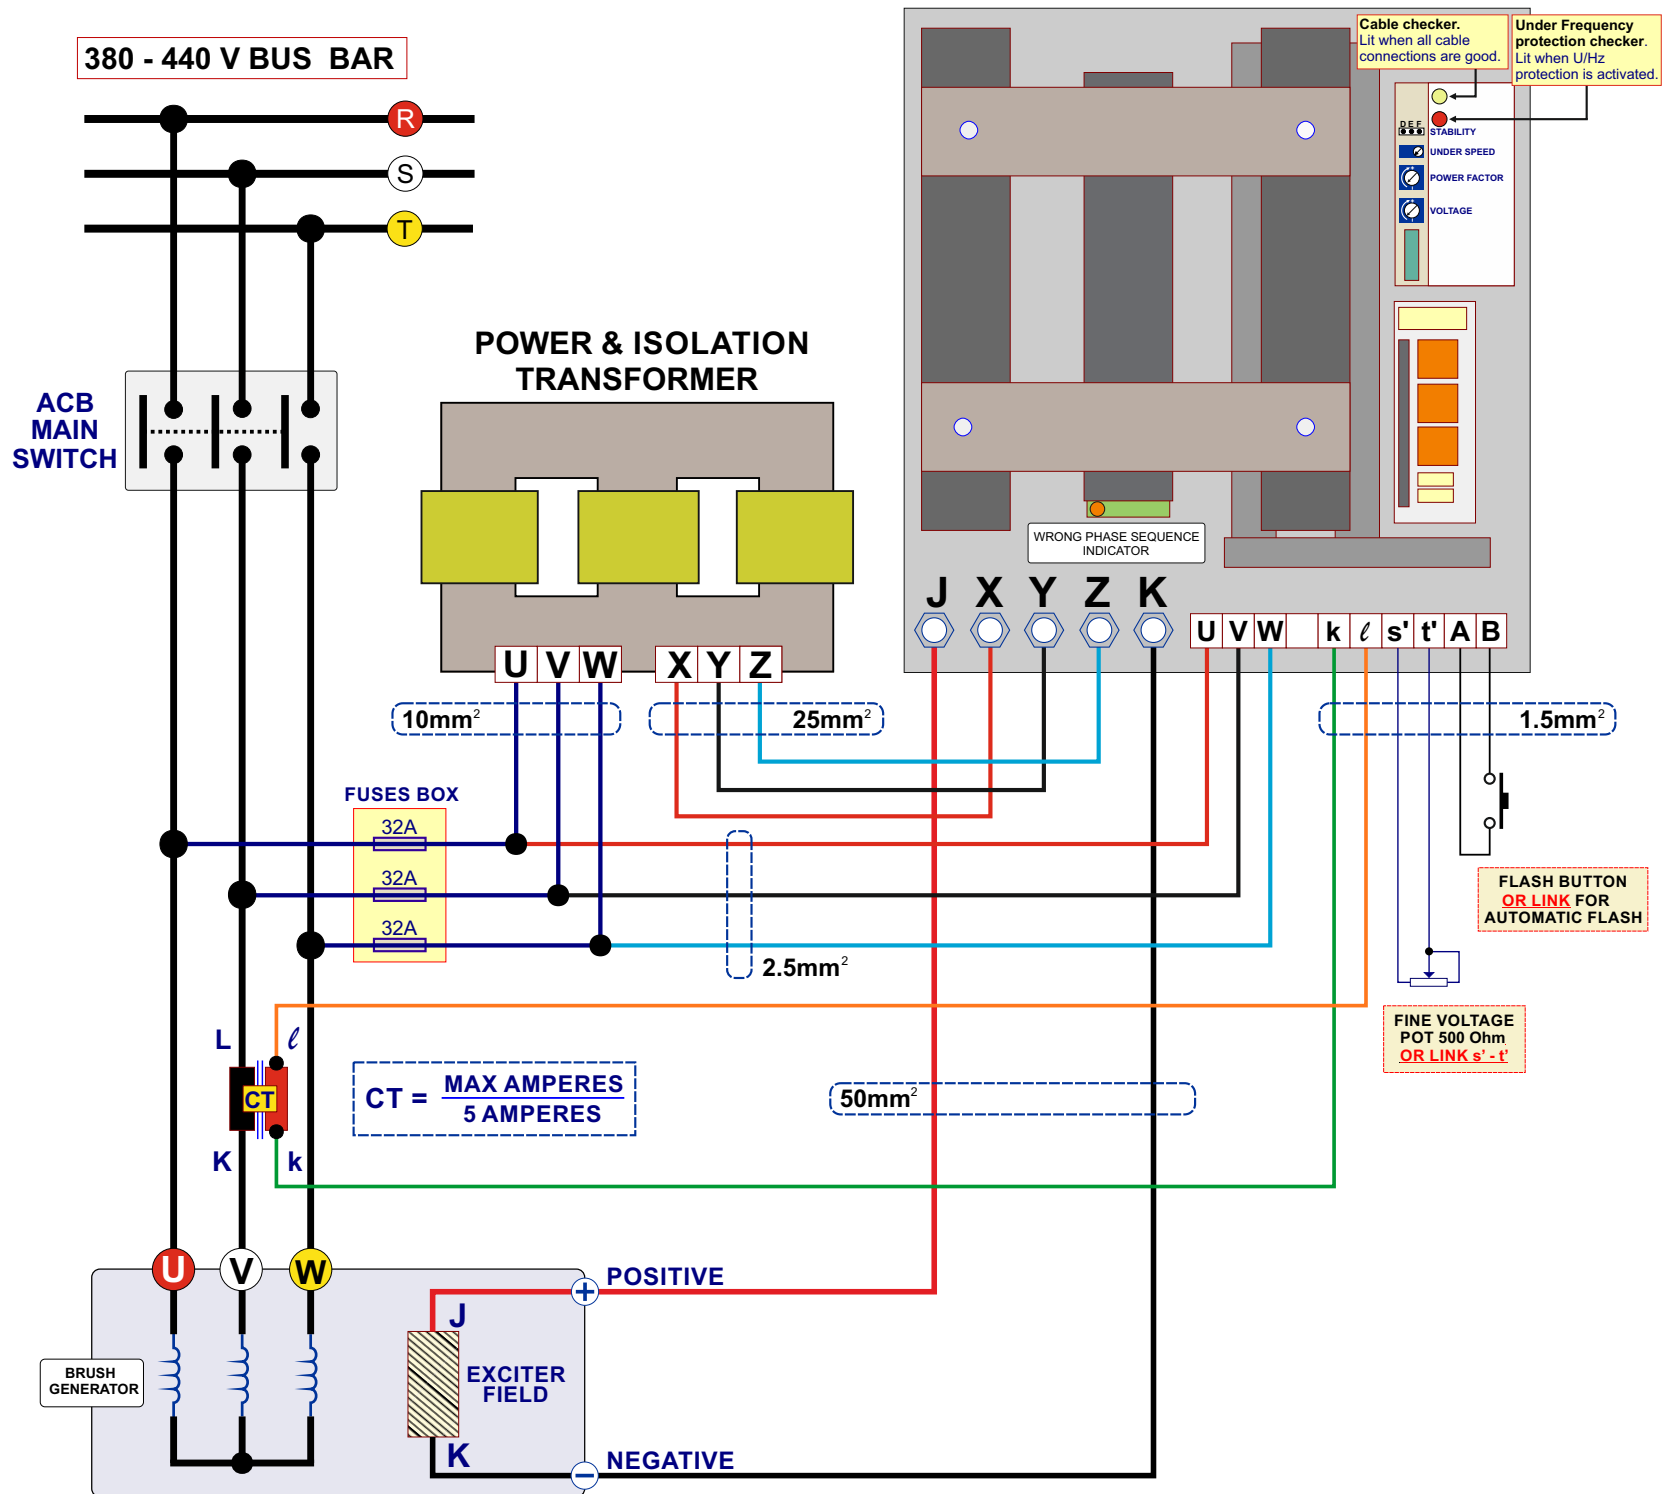 380 - 440 V BUS BAR
R
S
T
ACB
MAIN
SWITCH
POWER & ISOLATION
TRANSFORMER
U V W
X Y Z
10mm²
25mm²
Cable checker.
Lit when all cable
connections are good.
Under Frequency
protection checker.
Lit when U/Hz
protection is activated.
D E F
STABILITY
UNDER SPEED
POWER FACTOR
VOLTAGE
WRONG PHASE SEQUENCE
INDICATOR
J X Y Z K
U V W k ℓ s' t' A B
1.5mm²
FUSES BOX
32A
32A
32A
2.5mm²
FLASH BUTTON
OR LINK FOR
AUTOMATIC FLASH
FINE VOLTAGE
POT 500 Ohm
OR LINK s' - t'
L ℓ
CT
K k
CT = MAX AMPERES
5 AMPERES
50mm²
U V W
BRUSH
GENERATOR
POSITIVE
+
J
EXCITER
FIELD
K
NEGATIVE
−